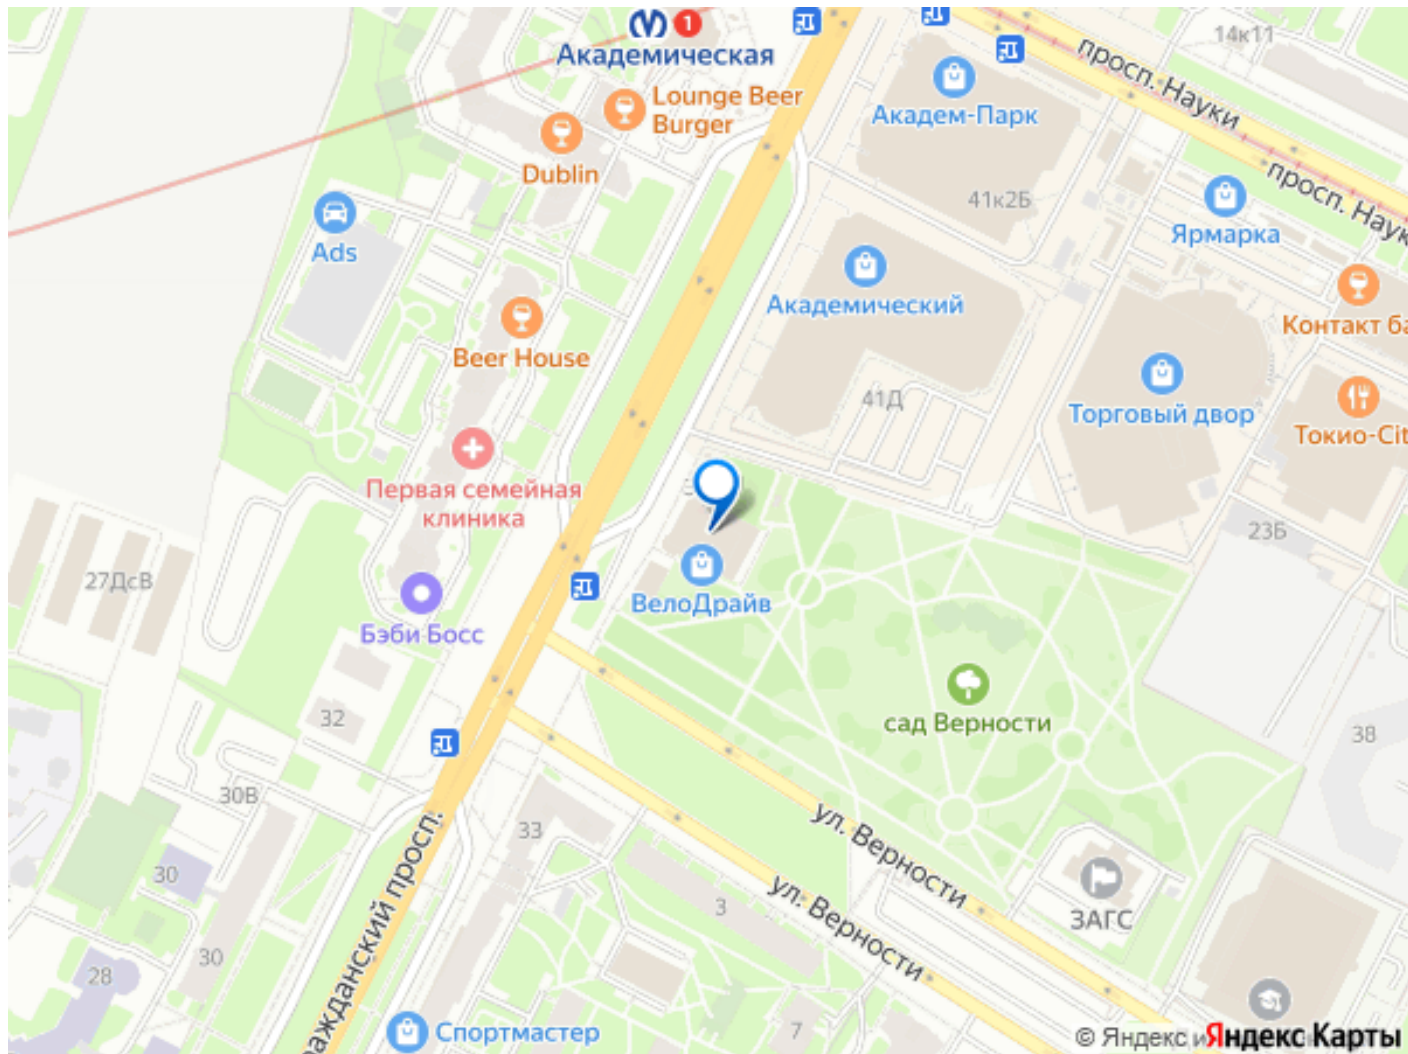 1
Академическая
14к11
просп. Науки
Академ-Парк
Lounge Beer
Burger
Dublin
41к2Б
просп. Наук
Ярмарка
Ads
Академический
Контакт ба
Beer House
41Д
Торговый двор
Токио-Cit
Первая семейная
клиника
23Б
27ДсВ
ВелоДрайв
Бэби Босс
сад Верности
32
38
30В
33
ул. Верности
30
ЗАГС
3
ул. Верности
30
28
ражданский просп.
7
Спортмастер
© Яндекс и
Яндекс Карты